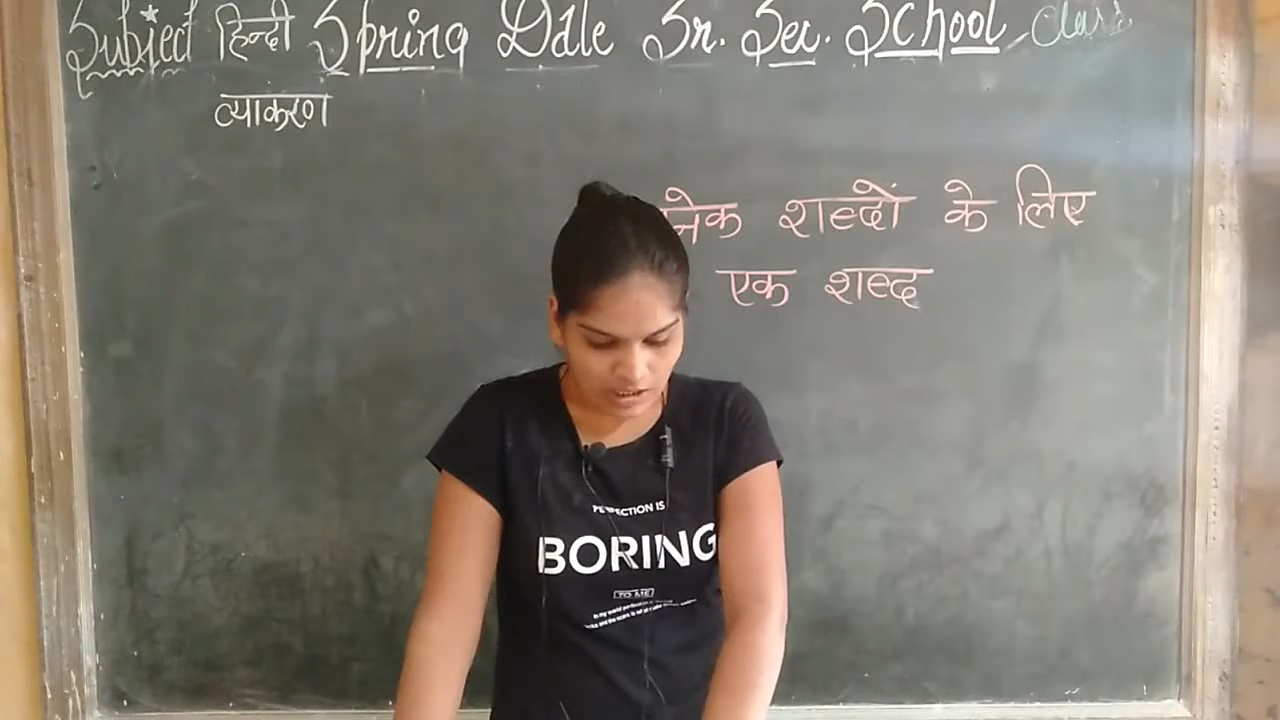 Subject हिन्दी Spring Dale Sr. Sec. School Class
व्याकरण
नेक शब्दों के लिए
एक शब्द
PERFECTION IS
BORING
TO ME